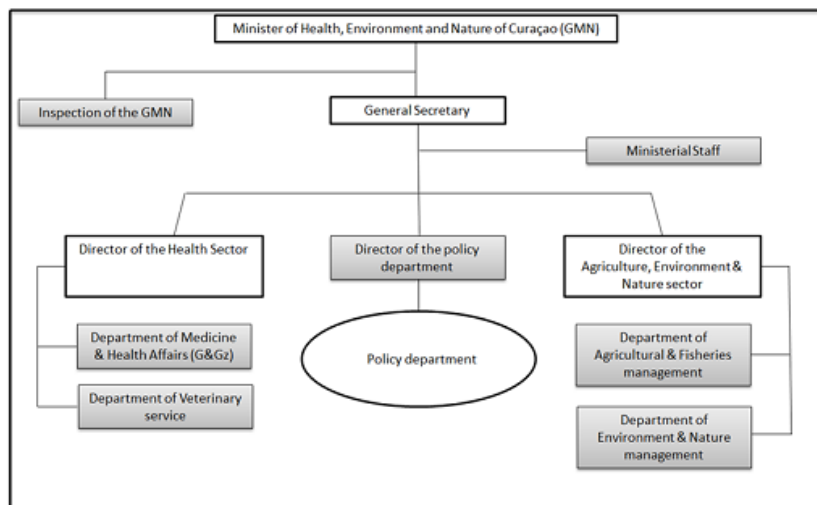 Minister of Health, Environment and Nature of Curaçao (GMN)
Inspection of the GMN
General Secretary
Ministerial Staff
Director of the Health Sector
Director of the policy
department
Director of the
Agriculture, Environment &
Nature sector
Department of Medicine
& Health Affairs (G&Gz)
Policy department
Department of
Agricultural & Fisheries
management
Department of Veterinary
service
Department of
Environment & Nature
management